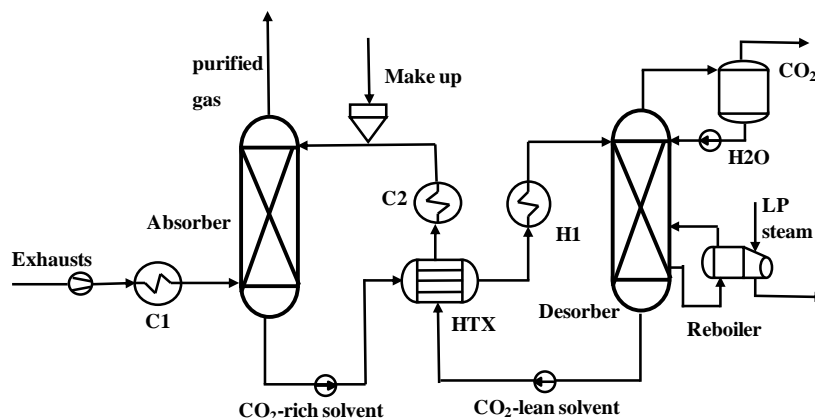 purified
gas
Make up
CO₂
H2O
C2
Absorber
H1
LP
steam
Exhausts
C1
HTX
Desorber
Reboiler
CO₂-rich solvent
CO₂-lean solvent